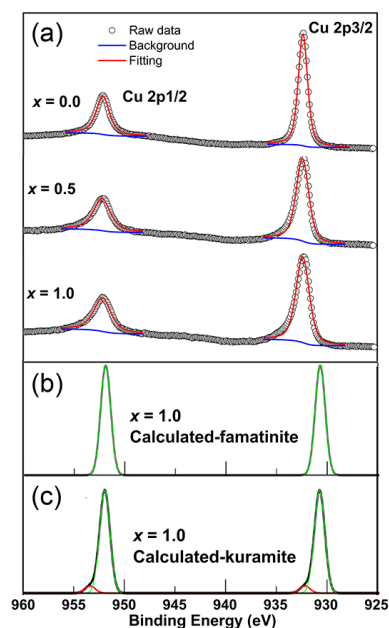 (a)
Raw data
Background
Fitting
Cu 2p3/2
Cu 2p1/2
x = 0.0
x = 0.5
x = 1.0
(b)
x = 1.0
Calculated-famatinite
(c)
x = 1.0
Calculated-kuramite
960 955 950 945 940 935 930 925
Binding Energy (eV)